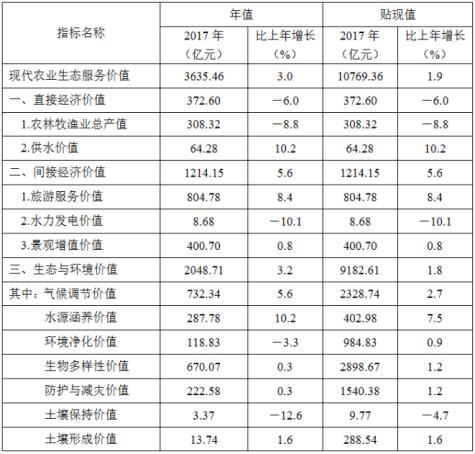 指标名称 年值 贴现值
2017 年（亿元） 比上年增长（%） 2017 年（亿元） 比上年增长（%）
现代农业生态服务价值 3635.46 3.0 10769.36 1.9
一、直接经济价值 372.60 －6.0 372.60 －6.0
1.农林牧渔业总产值 308.32 －8.8 308.32 －8.8
2.供水价值 64.28 10.2 64.28 10.2
二、间接经济价值 1214.15 5.6 1214.15 5.6
1.旅游服务价值 804.78 8.4 804.78 8.4
2.水力发电价值 8.68 －10.1 8.68 －10.1
3.景观增值价值 400.70 0.8 400.70 0.8
三、生态与环境价值 2048.71 3.2 9182.61 1.8
其中：气候调节价值 732.34 5.6 2328.74 2.7
水源涵养价值 287.78 10.2 402.98 7.5
环境净化价值 118.83 －3.3 984.83 0.9
生物多样性价值 670.07 0.3 2898.67 1.2
防护与减灾价值 222.58 0.3 1540.38 1.2
土壤保持价值 3.37 －12.6 9.77 －4.7
土壤形成价值 13.74 1.6 288.54 1.6